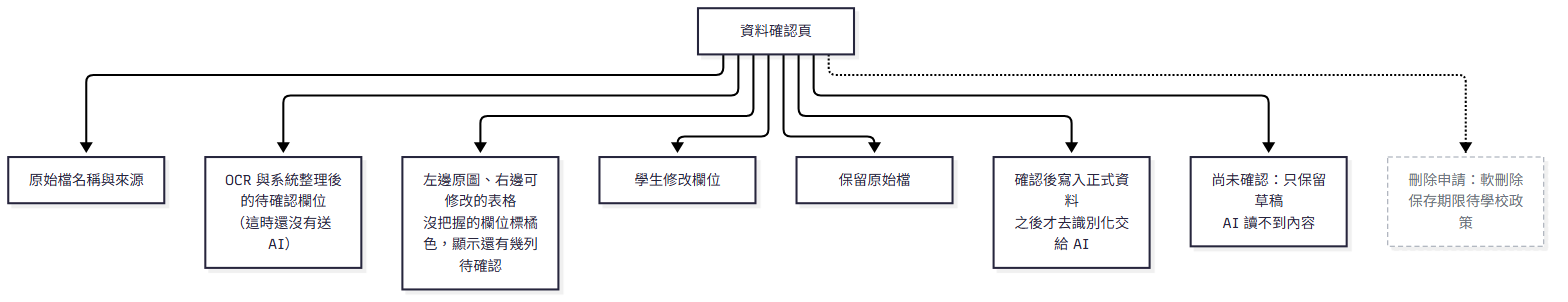 資料確認頁
原始檔名稱與來源
OCR 與系統整理後
的待確認欄位
（這時還沒有送
AI）
左邊原圖、右邊可
修改的表格
沒把握的欄位標橘
色，顯示還有幾列
待確認
學生修改欄位
保留原始檔
確認後寫入正式資
料
之後才去識別化交
給 AI
尚未確認：只保留
草稿
AI 讀不到內容
刪除申請：軟刪除
保存期限待學校政
策